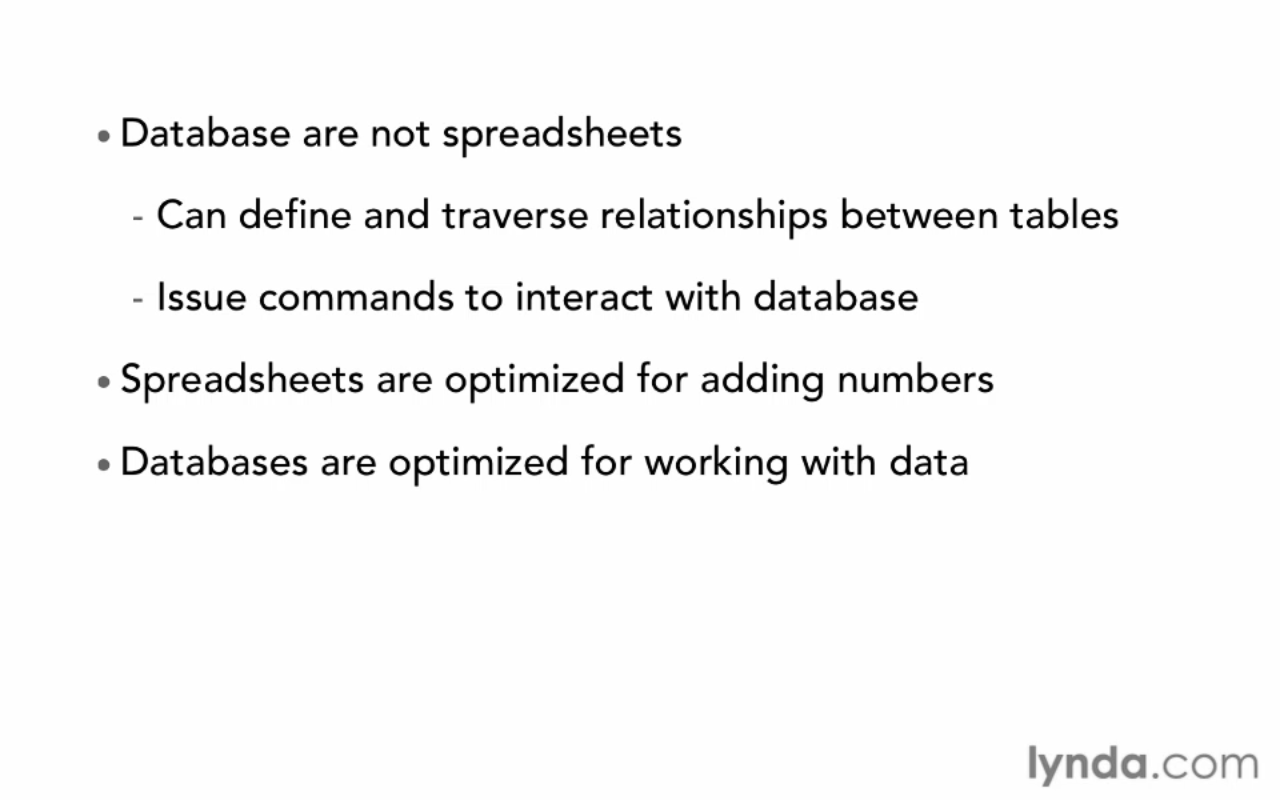 • Database are not spreadsheets
- Can define and traverse relationships between tables
- Issue commands to interact with database
• Spreadsheets are optimized for adding numbers
• Databases are optimized for working with data
lynda.com